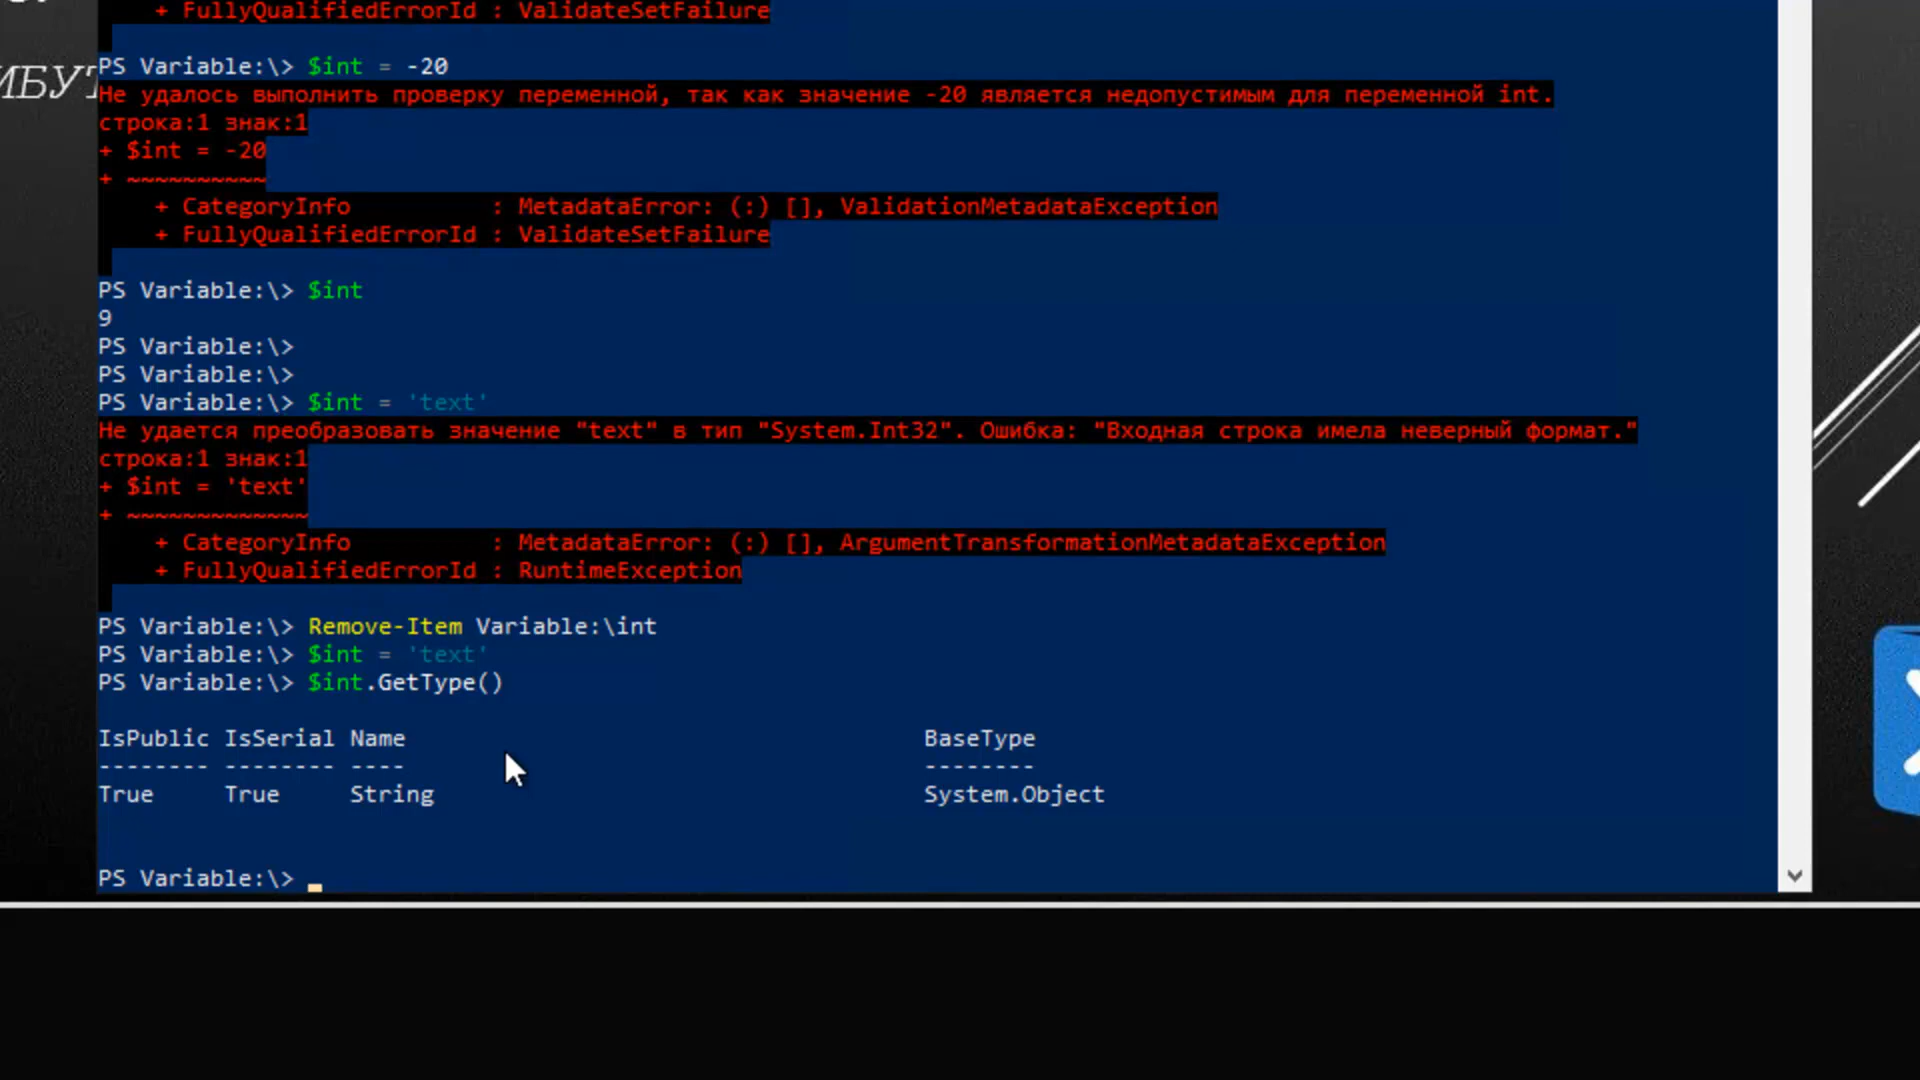 + FullyQualifiedErrorId : ValidateSetFailure
PS Variable:\> $int = -20
ИБУТ
Не удалось выполнить проверку переменной, так как значение -20 является недопустимым для переменной int.
строка:1 знак:1
+ $int = -20
+ ~~~~~~~~~~
+ CategoryInfo          : MetadataError: (:) [], ValidationMetadataException
+ FullyQualifiedErrorId : ValidateSetFailure
PS Variable:\> $int
9
PS Variable:\>
PS Variable:\>
PS Variable:\> $int = 'text'
Не удается преобразовать значение "text" в тип "System.Int32". Ошибка: "Входная строка имела неверный формат."
строка:1 знак:1
+ $int = 'text'
+ ~~~~~~~~~~~~~
+ CategoryInfo          : MetadataError: (:) [], ArgumentTransformationMetadataException
+ FullyQualifiedErrorId : RuntimeException
PS Variable:\> Remove-Item Variable:\int
PS Variable:\> $int = 'text'
PS Variable:\> $int.GetType()
IsPublic IsSerial Name                                     BaseType
-------- -------- ----                                     --------
True     True     String                                   System.Object
PS Variable:\>